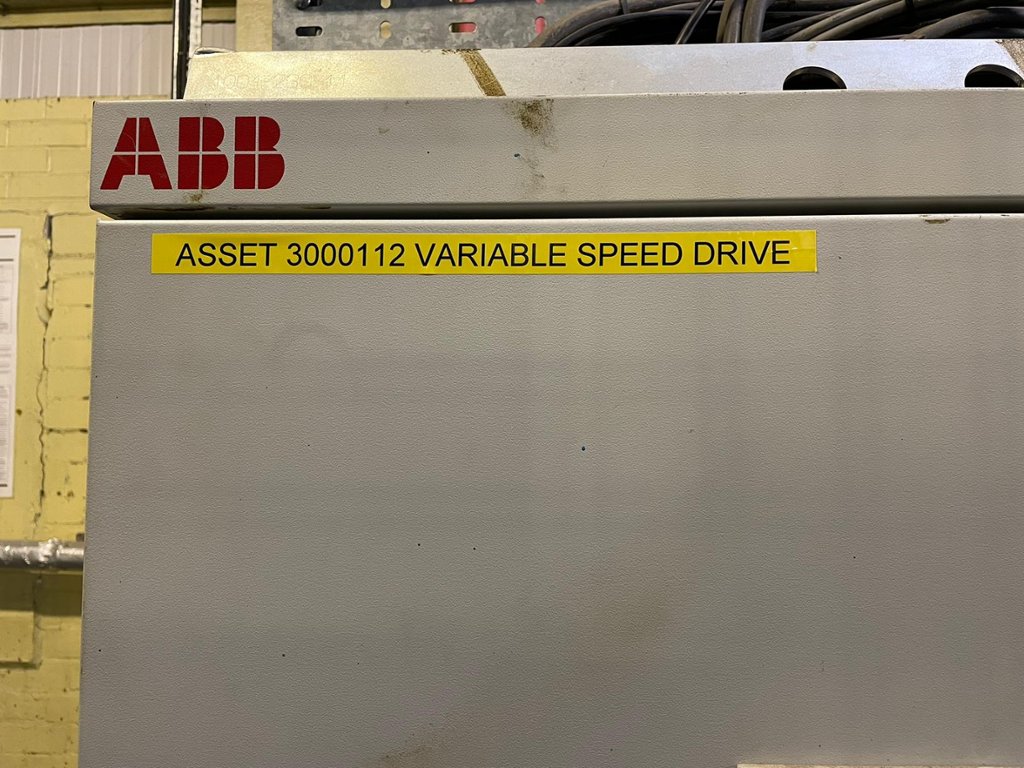 ABB
ASSET 3000112 VARIABLE SPEED DRIVE